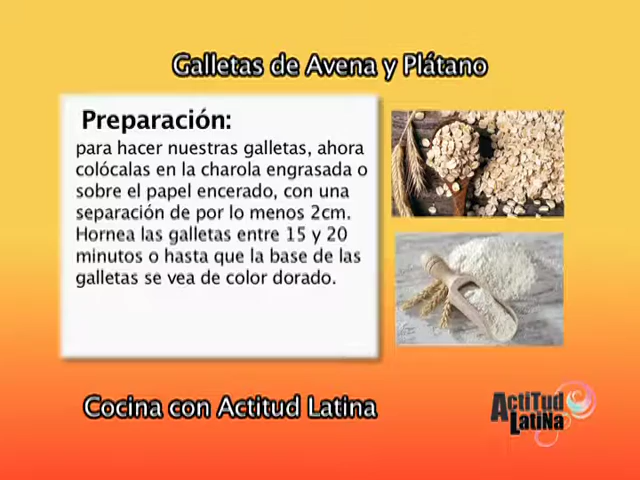 Galletas de Avena y Plátano
Preparación:
para hacer nuestras galletas, ahora
colócalas en la charola engrasada o
sobre el papel encerado, con una
separación de por lo menos 2cm.
Hornea las galletas entre 15 y 20
minutos o hasta que la base de las
galletas se vea de color dorado.
Cocina con Actitud Latina
ActiTud
LatiNa